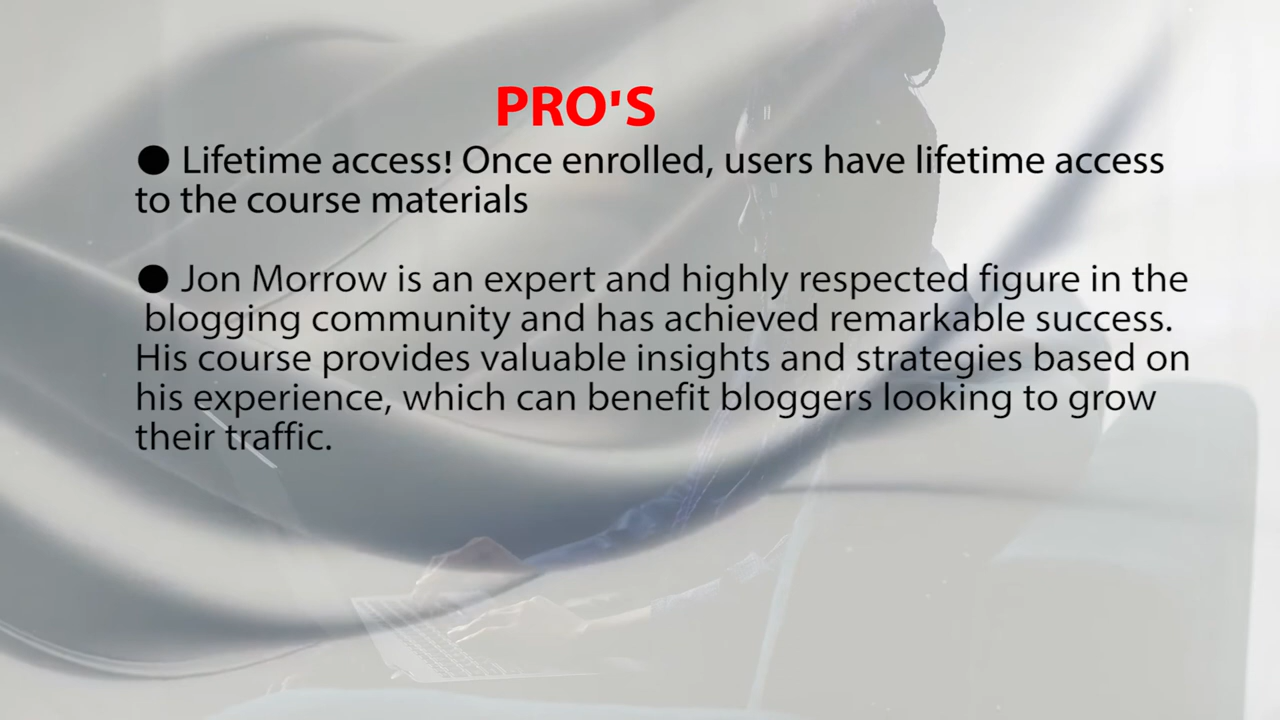 PRO'S
● Lifetime access! Once enrolled, users have lifetime access
to the course materials
● Jon Morrow is an expert and highly respected figure in the
blogging community and has achieved remarkable success.
His course provides valuable insights and strategies based on
his experience, which can benefit bloggers looking to grow
their traffic.